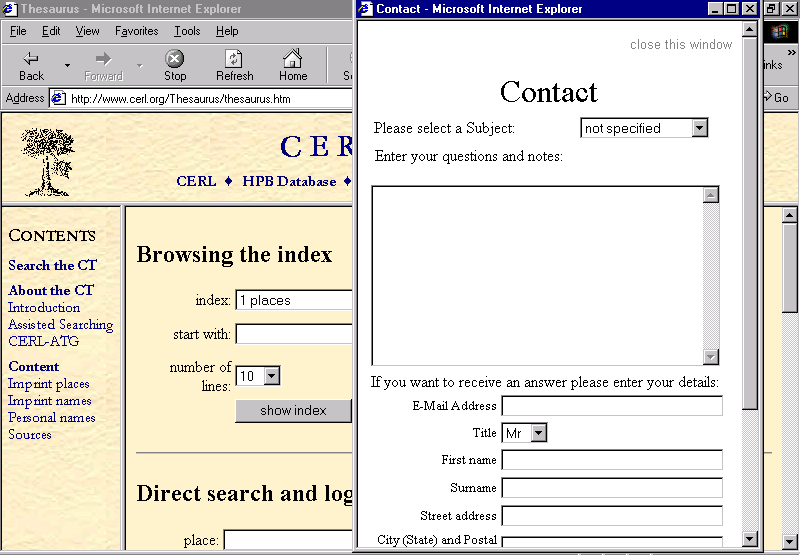 Thesaurus - Microsoft Internet Explorer
File Edit View Favorites Tools Help
Back
Forward
Stop
Refresh
Home
Address http://www.cerl.org/Thesaurus/thesaurus.htm
inks
Go
CER
CERL ♦ HPB Database ♦
CONTENTS
Search the CT
About the CT
Introduction
Assisted Searching
CERL-ATG
Content
Imprint places
Imprint names
Personal names
Sources
Browsing the index
index: 1 places
start with:
number of
lines: 10
show index
Direct search and log
place:
Contact - Microsoft Internet Explorer
close this window
Contact
Please select a Subject: not specified
Enter your questions and notes:
If you want to receive an answer please enter your details:
E-Mail Address
Title Mr
First name
Surname
Street address
City (State) and Postal